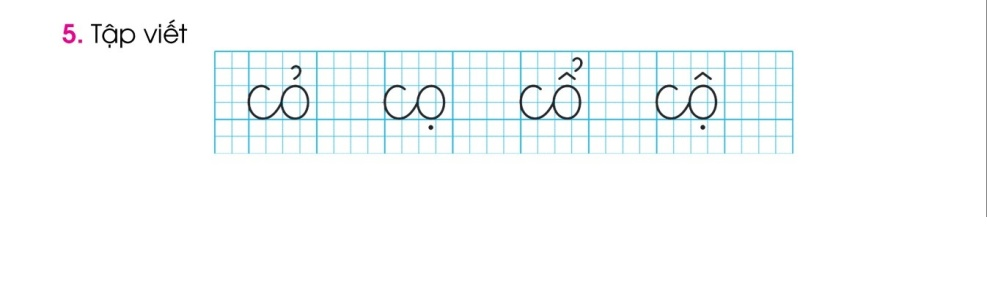 5. Tập viết
cỏ cọ cổ cộ